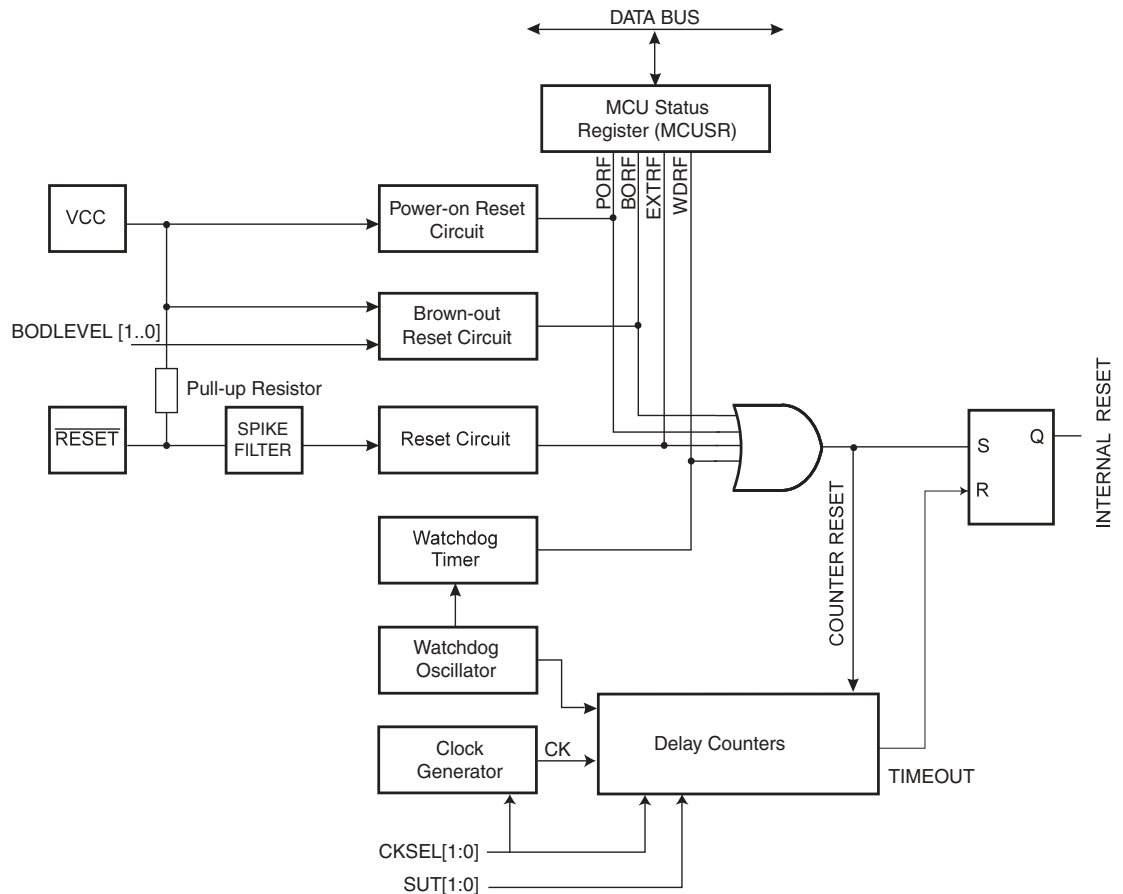 DATA BUS
MCU Status
Register (MCUSR)
PORF
BORF
EXTRF
WDRF
VCC
Power-on Reset
Circuit
Brown-out
Reset Circuit
BODLEVEL [1..0]
Pull-up Resistor
RESET
SPIKE
FILTER
Reset Circuit
S
Q
R
INTERNAL RESET
Watchdog
Timer
COUNTER RESET
Watchdog
Oscillator
Clock
Generator
CK
Delay Counters
TIMEOUT
CKSEL[1:0]
SUT[1:0]